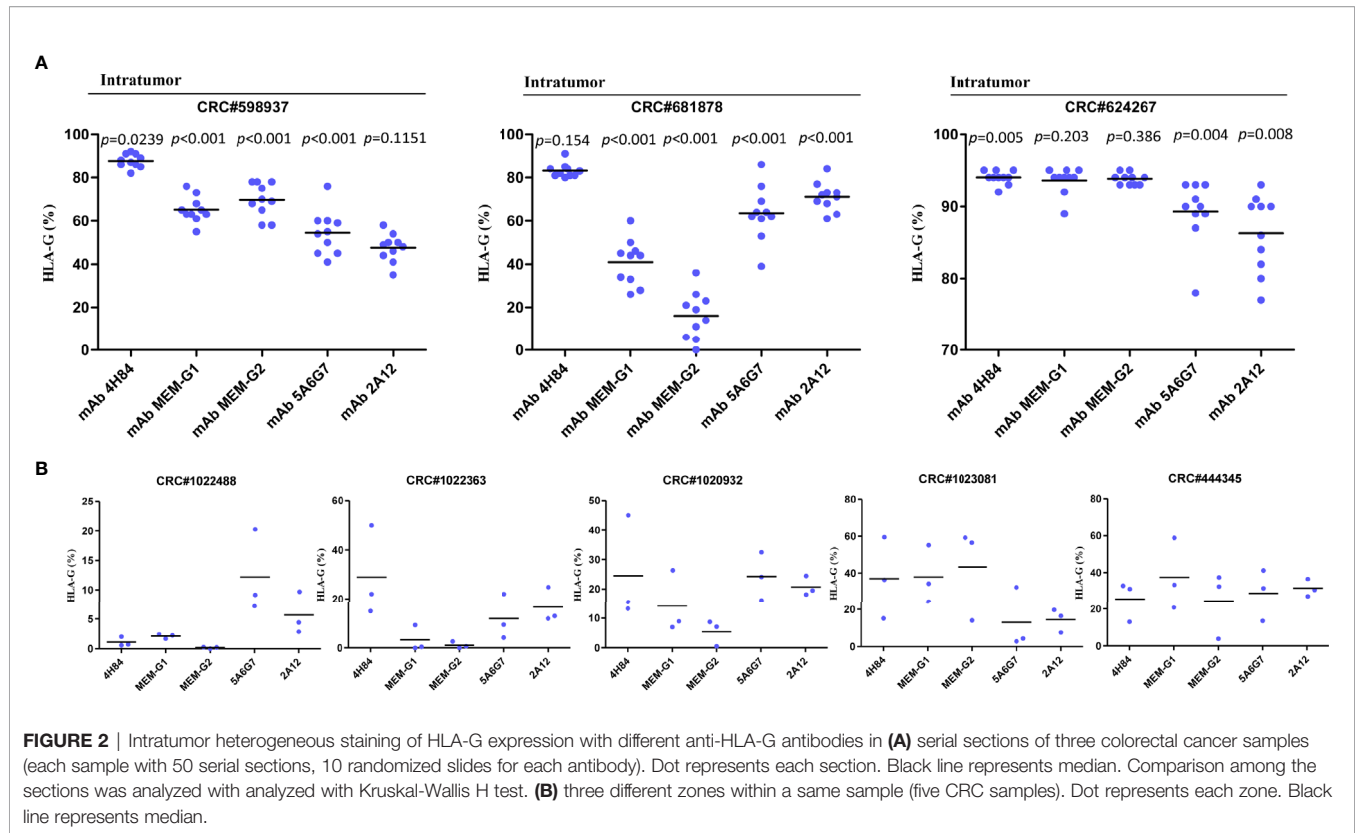 A
Intratumor
CRC#598937
p=0.0239 p<0.001 p<0.001 p<0.001 p=0.1151
HLA-G (%)
100
80
60
40
20
0
mAb 4H84
mAb MEM-G1
mAb MEM-G2
mAb 5A6G7
mAb 2A12
Intratumor
CRC#681878
p=0.154 p<0.001 p<0.001 p<0.001 p<0.001
HLA-G (%)
100
80
60
40
20
0
mAb 4H84
mAb MEM-G1
mAb MEM-G2
mAb 5A6G7
mAb 2A12
Intratumor
CRC#624267
p=0.005 p=0.203 p=0.386 p=0.004 p=0.008
HLA-G (%)
100
90
80
70
mAb 4H84
mAb MEM-G1
mAb MEM-G2
mAb 5A6G7
mAb 2A12
B
CRC#1022488
HLA-G (%)
25
20
15
10
5
0
4H84
MEM-G1
MEM-G2
5A6G7
2A12
CRC#1022363
HLA-G (%)
60
40
20
0
4H84
MEM-G1
MEM-G2
5A6G7
2A12
CRC#1020932
HLA-G (%)
50
40
30
20
10
0
4H84
MEM-G1
MEM-G2
5A6G7
2A12
CRC#1023081
HLA-G (%)
80
60
40
20
0
4H84
MEM-G1
MEM-G2
5A6G7
2A12
CRC#444345
HLA-G (%)
80
60
40
20
0
4H84
MEM-G1
MEM-G2
5A6G7
2A12
FIGURE 2 | Intratumor heterogeneous staining of HLA-G expression with different anti-HLA-G antibodies in (A) serial sections of three colorectal cancer samples
(each sample with 50 serial sections, 10 randomized slides for each antibody). Dot represents each section. Black line represents median. Comparison among the
sections was analyzed with analyzed with Kruskal-Wallis H test. (B) three different zones within a same sample (five CRC samples). Dot represents each zone. Black
line represents median.